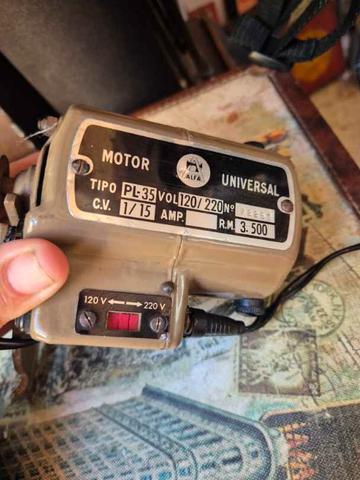 MOTOR ALFA UNIVERSAL
TIPO PL-35 VOL 120/220 Nº
C.V. 1/15 AMP. R.M. 3.500
120 V ←→ 220 V